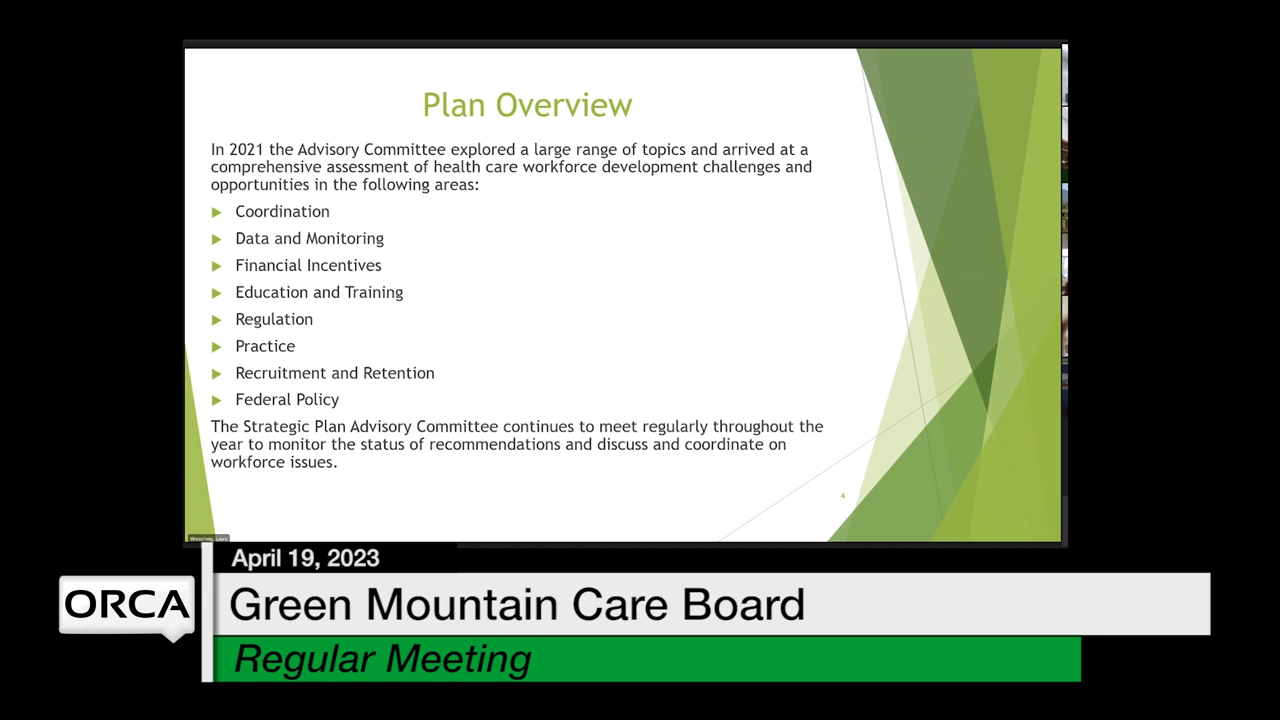 Plan Overview
In 2021 the Advisory Committee explored a large range of topics and arrived at a
comprehensive assessment of health care workforce development challenges and
opportunities in the following areas:
Coordination
Data and Monitoring
Financial Incentives
Education and Training
Regulation
Practice
Recruitment and Retention
Federal Policy
The Strategic Plan Advisory Committee continues to meet regularly throughout the
year to monitor the status of recommendations and discuss and coordinate on
workforce issues.
4
April 19, 2023
ORCA
Green Mountain Care Board
Regular Meeting